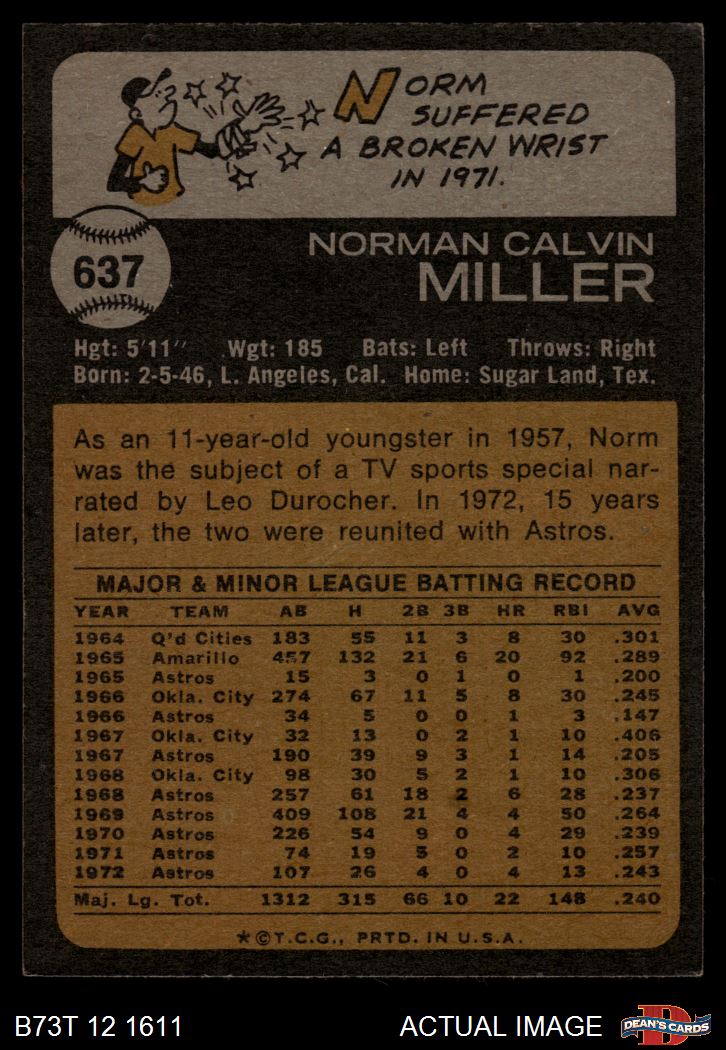 NORM
SUFFERED
A BROKEN WRIST
IN 1971.
637
NORMAN CALVIN
MILLER
Hgt: 5'11" Wgt: 185 Bats: Left Throws: Right
Born: 2-5-46, L. Angeles, Cal. Home: Sugar Land, Tex.
As an 11-year-old youngster in 1957, Norm
was the subject of a TV sports special nar-
rated by Leo Durocher. In 1972, 15 years
later, the two were reunited with Astros.
MAJOR & MINOR LEAGUE BATTING RECORD
YEAR TEAM AB H 2B 3B HR RBI AVG
1964 Q'd Cities 183 55 11 3 8 30 .301
1965 Amarillo 457 132 21 6 20 92 .289
1965 Astros 15 3 0 1 0 1 .200
1966 Okla. City 274 67 11 5 8 30 .245
1966 Astros 34 5 0 0 1 3 .147
1967 Okla. City 32 13 0 2 1 10 .406
1967 Astros 190 39 9 3 1 14 .205
1968 Okla. City 98 30 5 2 1 10 .306
1968 Astros 257 61 18 2 6 28 .237
1969 Astros 409 108 21 4 4 50 .264
1970 Astros 226 54 9 0 4 29 .239
1971 Astros 74 19 5 0 2 10 .257
1972 Astros 107 26 4 0 4 13 .243
Maj. Lg. Tot. 1312 315 66 10 22 148 .240
*©T.C.G., PRTD. IN U.S.A.
B73T 12 1611 ACTUAL IMAGE
D
DEAN'S CARDS